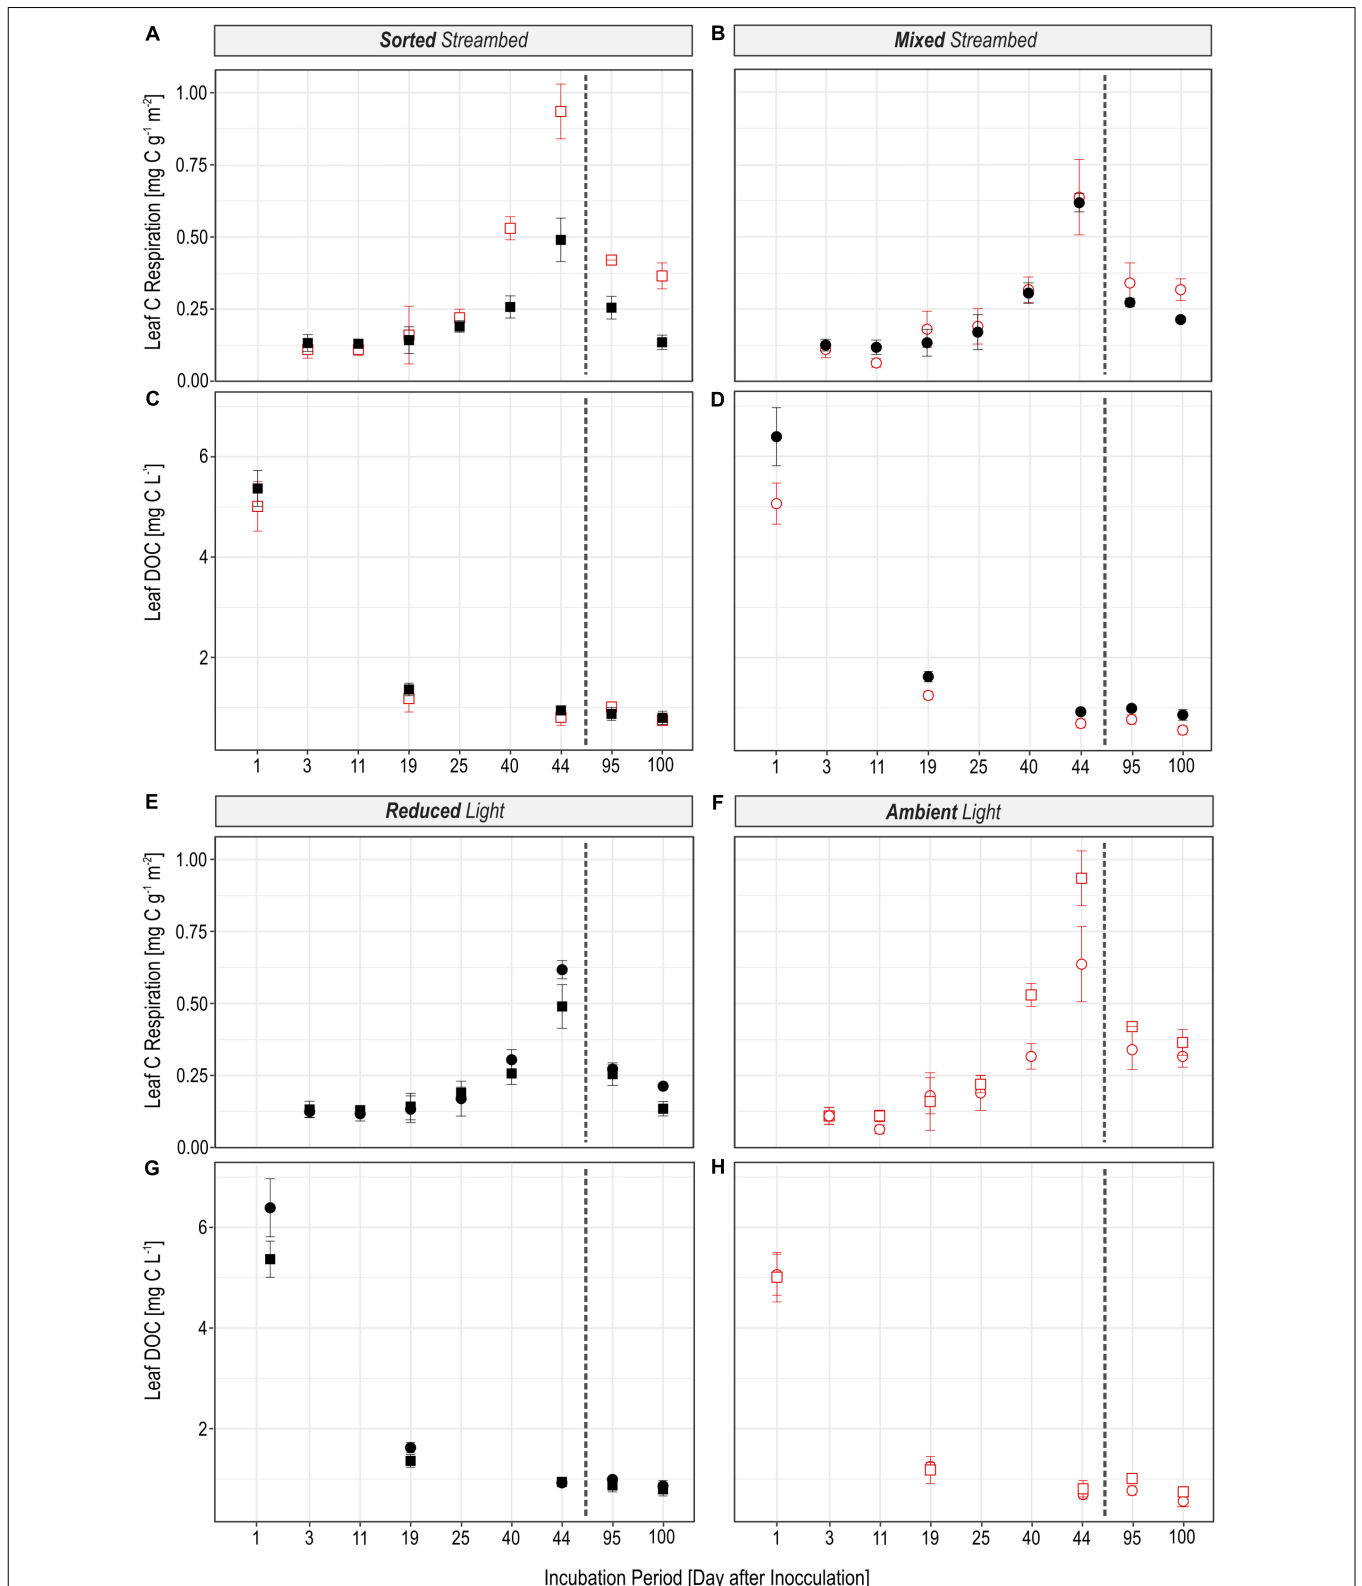 A
Sorted Streambed
B
Mixed Streambed
Leaf C Respiration [mg C g-1 m-2]
1.00
0.75
0.50
0.25
0.00
C
D
Leaf DOC [mg C L-1]
6
4
2
1 3 11 19 25 40 44 95 100
1 3 11 19 25 40 44 95 100
E
Reduced Light
F
Ambient Light
Leaf C Respiration [mg C g-1 m-2]
1.00
0.75
0.50
0.25
0.00
G
H
Leaf DOC [mg C L-1]
6
4
2
1 3 11 19 25 40 44 95 100
1 3 11 19 25 40 44 95 100
Incubation Period [Day after Inocculation]